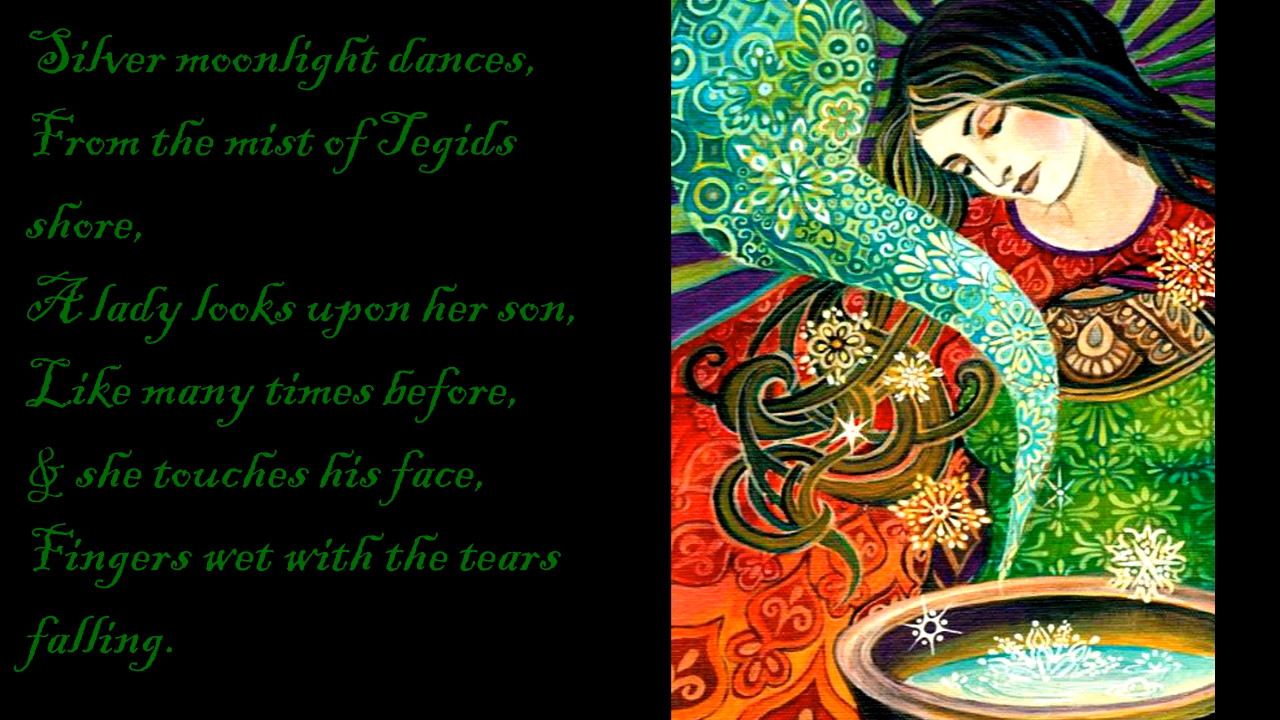 Silver moonlight dances,
From the mist of Tegids
shore,
A lady looks upon her son,
Like many times before,
& she touches his face,
Fingers wet with the tears
falling.